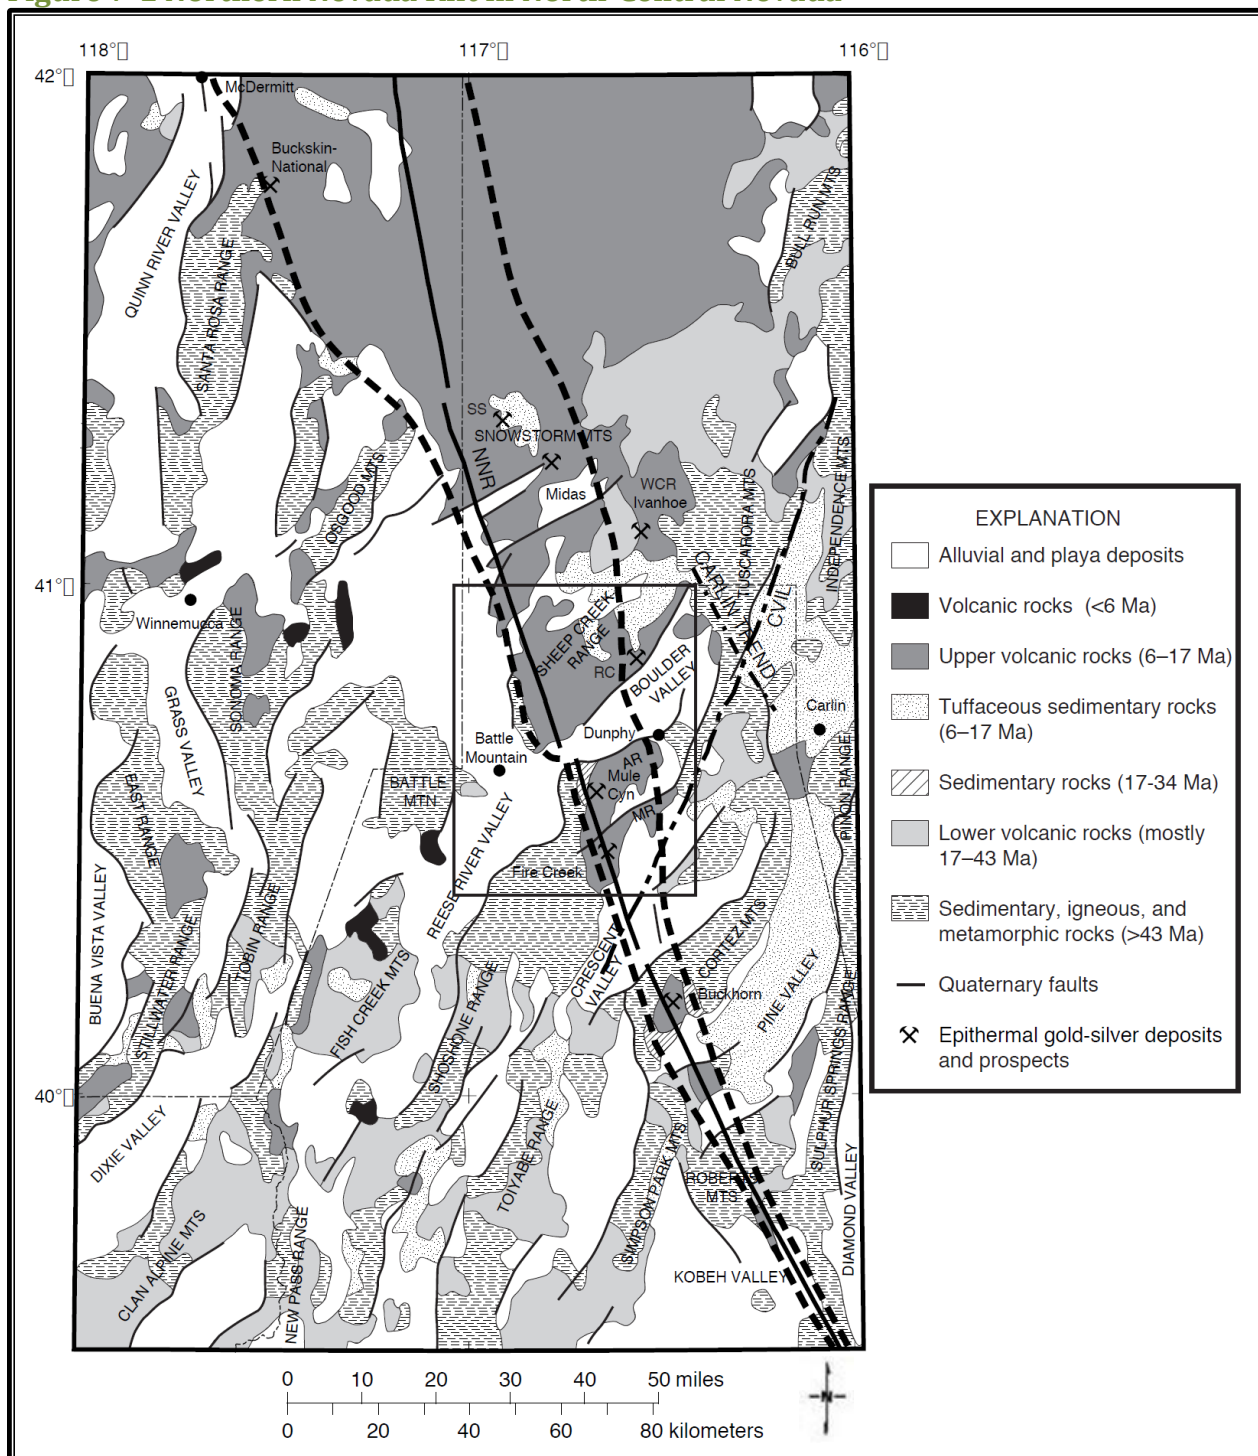 118°
117°
116°
42°
McDermitt
Buckskin-
National
QUINN RIVER VALLEY
SANTA ROSA RANGE
BULL RUN MTS
SS
SNOWSTORM MTS
NNR
Midas
WCR
Ivanhoe
OSGOOD MTS
TUSCARORA MTS
INDEPENDENCE MTS
CARLIN TREND
CVIL
41°
Winnemucca
SONOMA RANGE
SHEEP CREEK
RANGE
RC
BOULDER
VALLEY
GRASS VALLEY
Carlin
Dunphy
Battle
Mountain
AR
Mule
Cyn
MR
BATTLE
MTN
EAST RANGE
PINON RANGE
REESE RIVER VALLEY
Fire Creek
BUENA VISTA VALLEY
STILLWATER RANGE
TOBIN RANGE
FISH CREEK MTS
SHOSHONE RANGE
CRESCENT
VALLEY
CORTEZ MTS
Buckhorn
PINE VALLEY
SULPHUR SPRINGS RANGE
40°
DIXIE VALLEY
TOIYABE RANGE
SIMPSON PARK MTS
ROBERTS
MTS
DIAMOND VALLEY
CLAN ALPINE MTS
NEW PASS RANGE
KOBEH VALLEY
EXPLANATION
Alluvial and playa deposits
Volcanic rocks (<6 Ma)
Upper volcanic rocks (6–17 Ma)
Tuffaceous sedimentary rocks
(6–17 Ma)
Sedimentary rocks (17-34 Ma)
Lower volcanic rocks (mostly
17–43 Ma)
Sedimentary, igneous, and
metamorphic rocks (>43 Ma)
Quaternary faults
Epithermal gold-silver deposits
and prospects
0 10 20 30 40 50 miles
0 20 40 60 80 kilometers
N